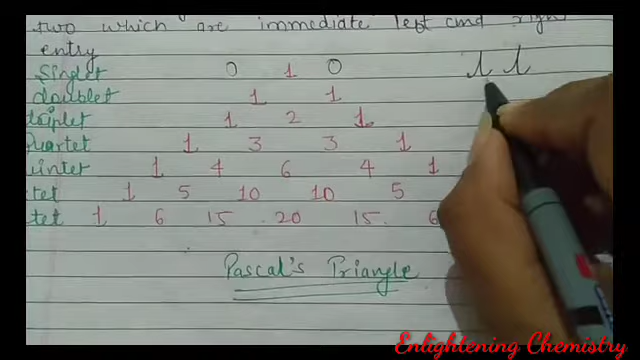 two which are immediate left and right
entry
Singlet 0 1 0
doublet 1 1
triplet 1 2 1
Quartet 1 3 3 1
uintet 1 4 6 4 1
tet 1 5 10 10 5
tet 1 6 15 20 15 6
Pascal's Triangle
Enlightening Chemistry